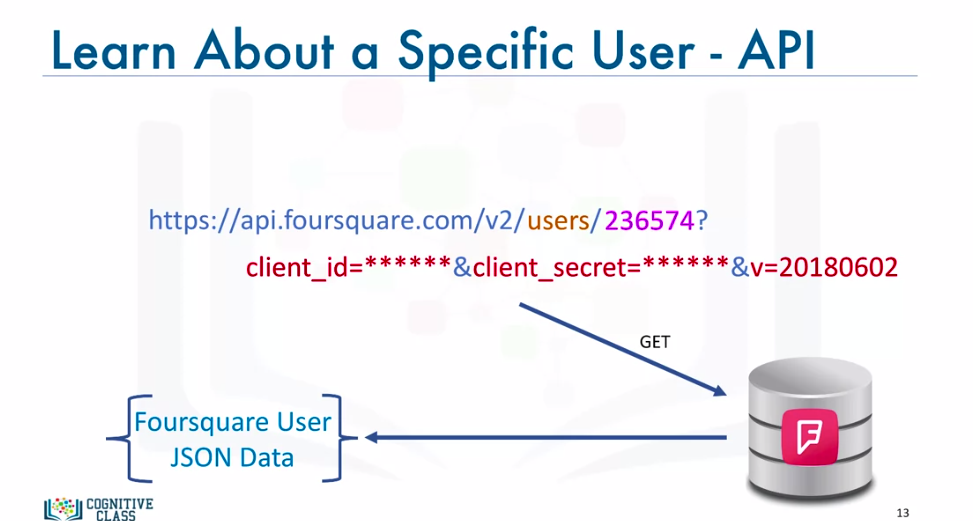 Learn About a Specific User - API
https://api.foursquare.com/v2/users/236574?
client_id=******&client_secret=******&v=20180602
GET
Foursquare User
JSON Data
COGNITIVE
CLASS
13